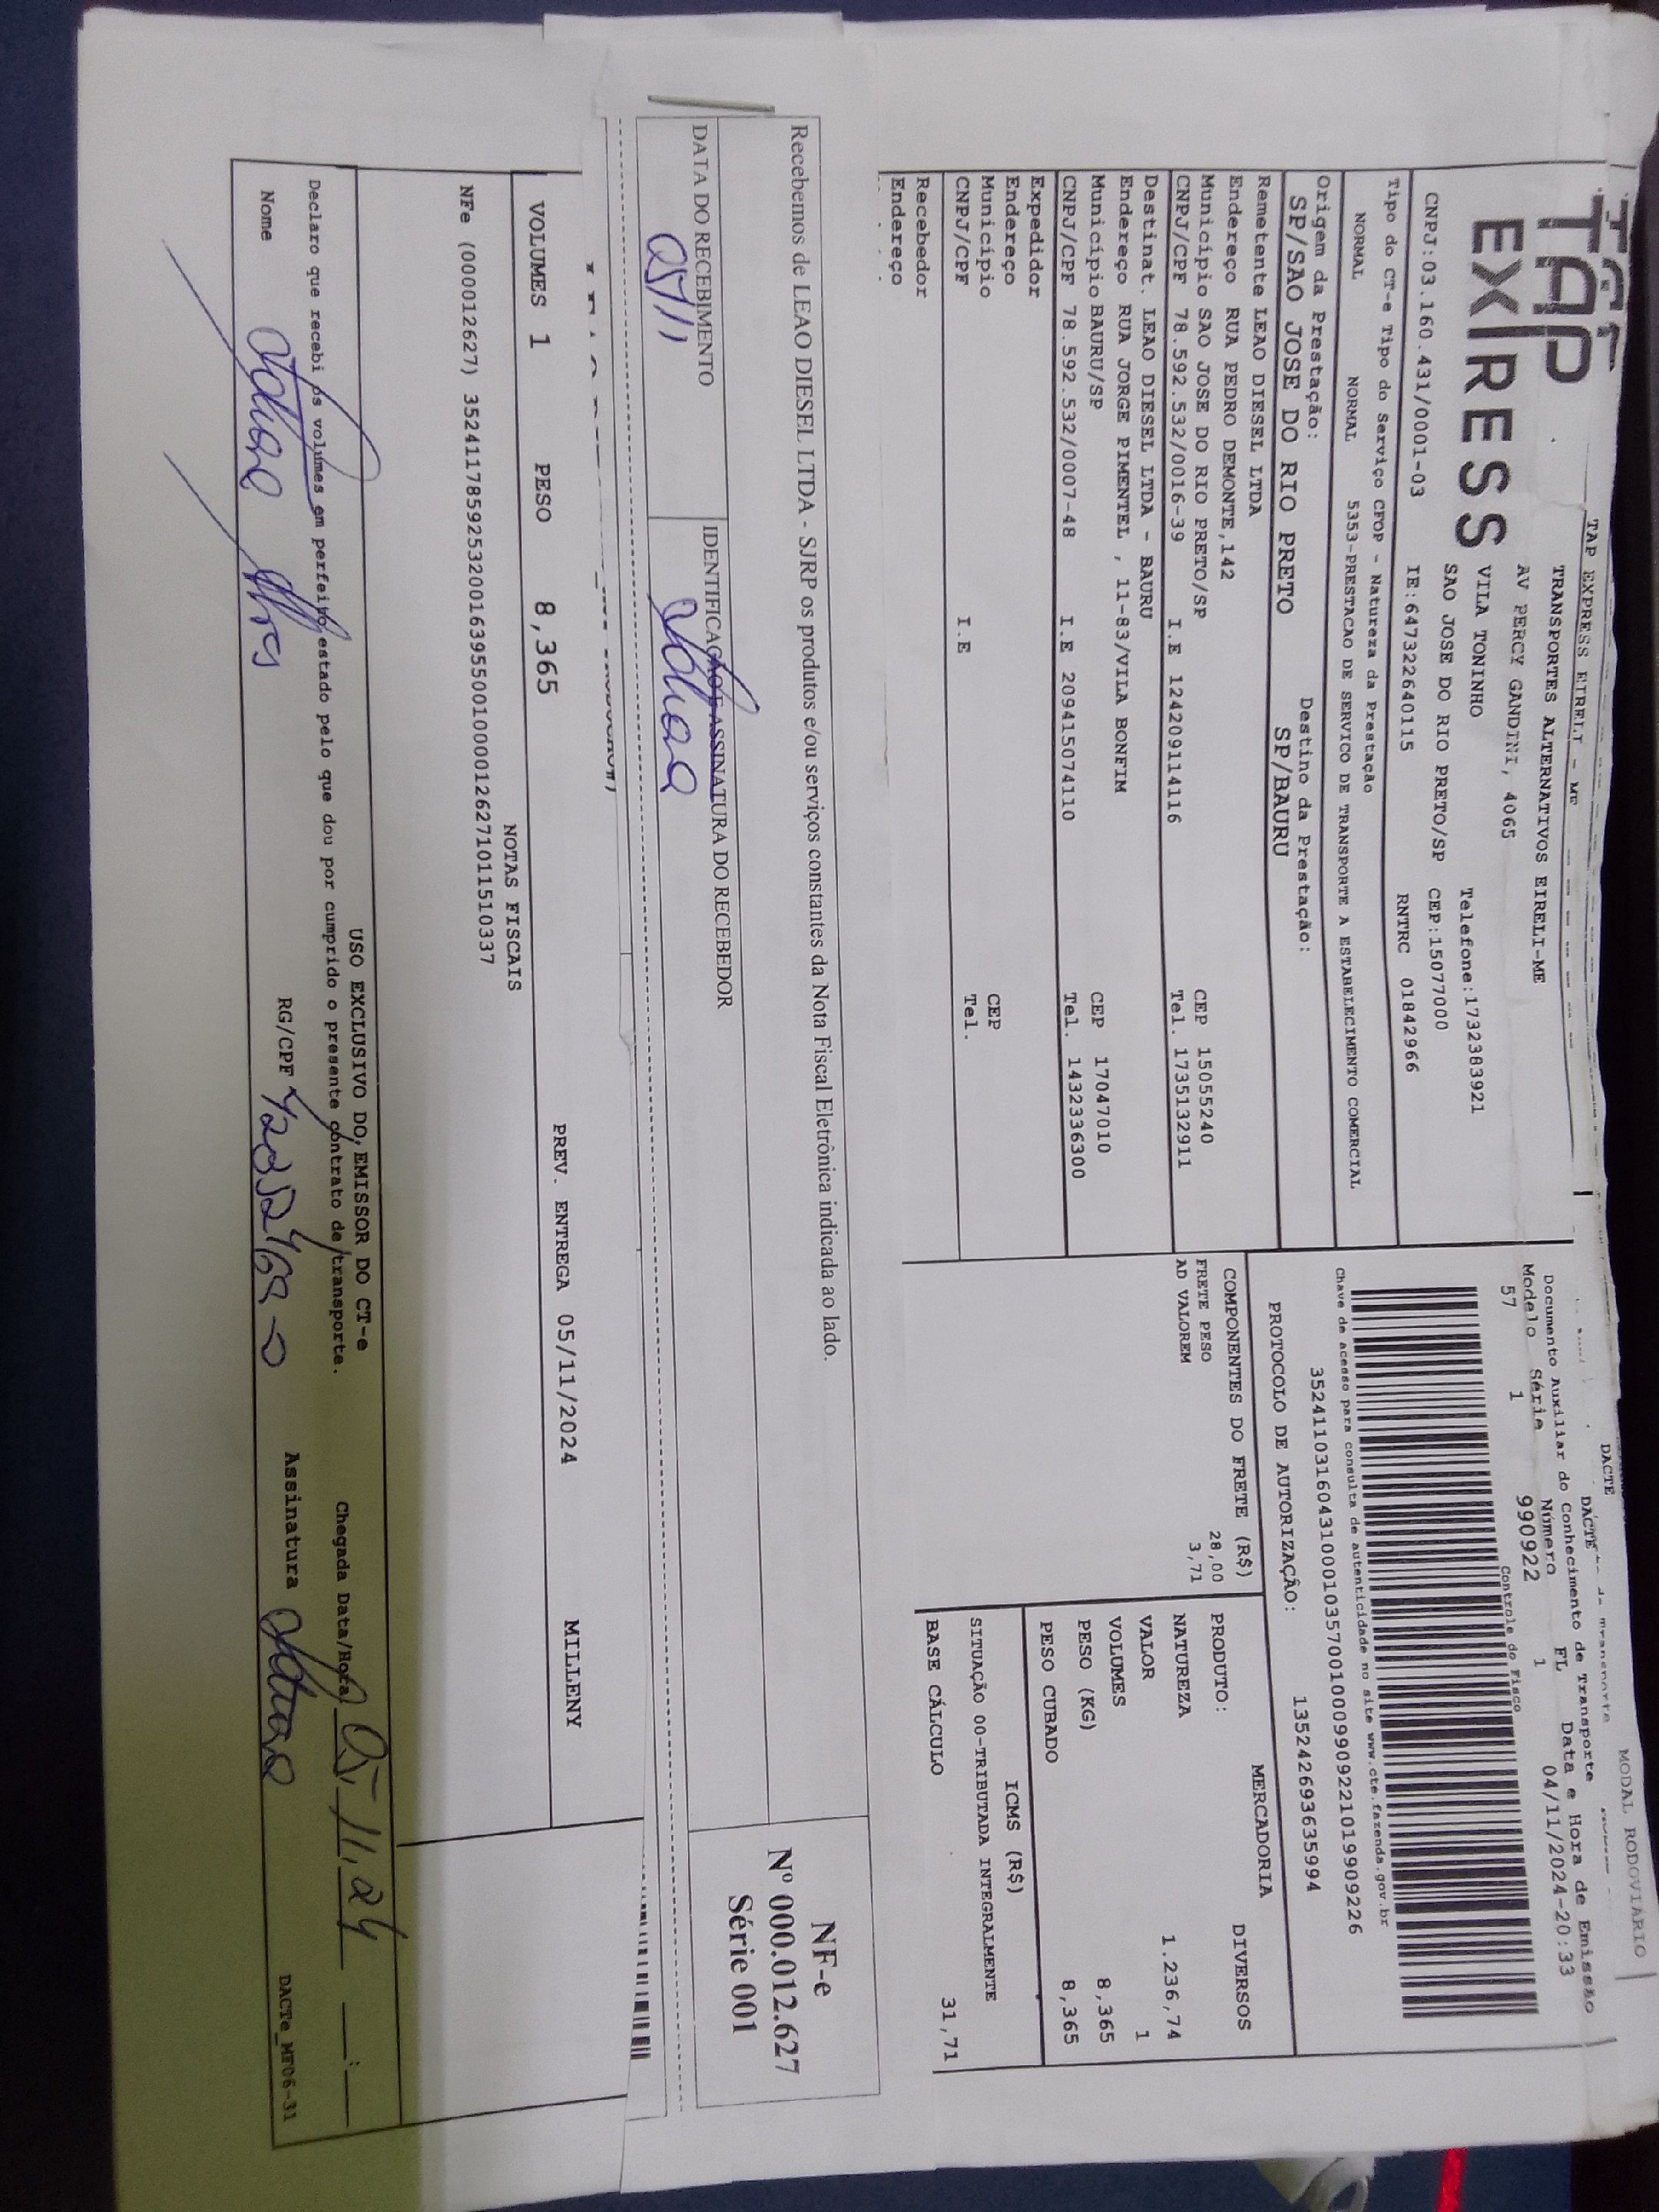 TAP
EXPRESS
TAP EXPRESS EIRELI - ME
TRANSPORTES ALTERNATIVOS EIRELI-ME
AV PERCY GANDINI, 4065
VILA TONINHO
Telefone:1732383921
SAO JOSE DO RIO PRETO/SP CEP:15077000
CNPJ:03.160.431/0001-03 IE:647322640115 RNTRC 01842966
MODAL RODOVIARIO
DACTE
DACTE
Documento Auxiliar do Conhecimento de Transporte
Modelo Série Número FL Data e Hora de Emissão
57 1 990922 1 04/11/2024-20:33
Controle do Fisco
Chave de acesso para consulta de autenticidade no site www.cte.fazenda.gov.br
35241103160431000103570010009909221019909226
PROTOCOLO DE AUTORIZAÇÃO: 135242693635994
Tipo do CT-e Tipo do Serviço CFOP - Natureza da Prestação
NORMAL NORMAL 5353-PRESTACAO DE SERVICO DE TRANSPORTE A ESTABELECIMENTO COMERCIAL
Origem da Prestação: Destino da Prestação:
SP/SAO JOSE DO RIO PRETO SP/BAURU
Remetente LEAO DIESEL LTDA
Endereço RUA PEDRO DEMONTE,142
Município SAO JOSE DO RIO PRETO/SP CEP 15055240
CNPJ/CPF 78.592.532/0016-39 I.E 124209114116 Tel. 1735132911
Destinat. LEAO DIESEL LTDA - BAURU
Endereço RUA JORGE PIMENTEL , 11-83/VILA BONFIM
Município BAURU/SP CEP 17047010
CNPJ/CPF 78.592.532/0007-48 I.E 209415074110 Tel. 1432336300
Expedidor
Endereço
Município CEP
CNPJ/CPF I.E Tel.
Recebedor
Endereço
COMPONENTES DO FRETE (R$)
FRETE PESO 28,00
AD VALOREM 3,71
MERCADORIA
PRODUTO: DIVERSOS
NATUREZA
VALOR 1.236,74
VOLUMES 1
PESO (KG) 8,365
PESO CUBADO 8,365
ICMS (R$)
SITUAÇÃO 00-TRIBUTADA INTEGRALMENTE
BASE CÁLCULO 31,71
Recebemos de LEAO DIESEL LTDA - SJRP os produtos e/ou serviços constantes da Nota Fiscal Eletrônica indicada ao lado.
DATA DO RECEBIMENTO IDENTIFICAÇÃO E ASSINATURA DO RECEBEDOR
05/11
NF-e
Nº 000.012.627
Série 001
VOLUMES 1 PESO 8,365 PREV. ENTREGA 05/11/2024 MILLENY
NOTAS FISCAIS
NFe (000012627) 35241178592532001639550010000126271011510337
USO EXCLUSIVO DO EMISSOR DO CT-e
Declaro que recebi os volumes em perfeito estado pelo que dou por cumprido o presente contrato de transporte.
Chegada Data/Hora 05/11/24 __:__
Nome RG/CPF Assinatura
DACTe_MF06-31